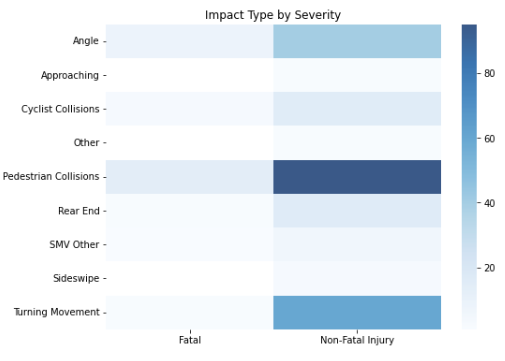 Impact Type by Severity
Angle
Approaching
Cyclist Collisions
Other
Pedestrian Collisions
Rear End
SMV Other
Sideswipe
Turning Movement
Fatal
Non-Fatal Injury
80
60
40
20